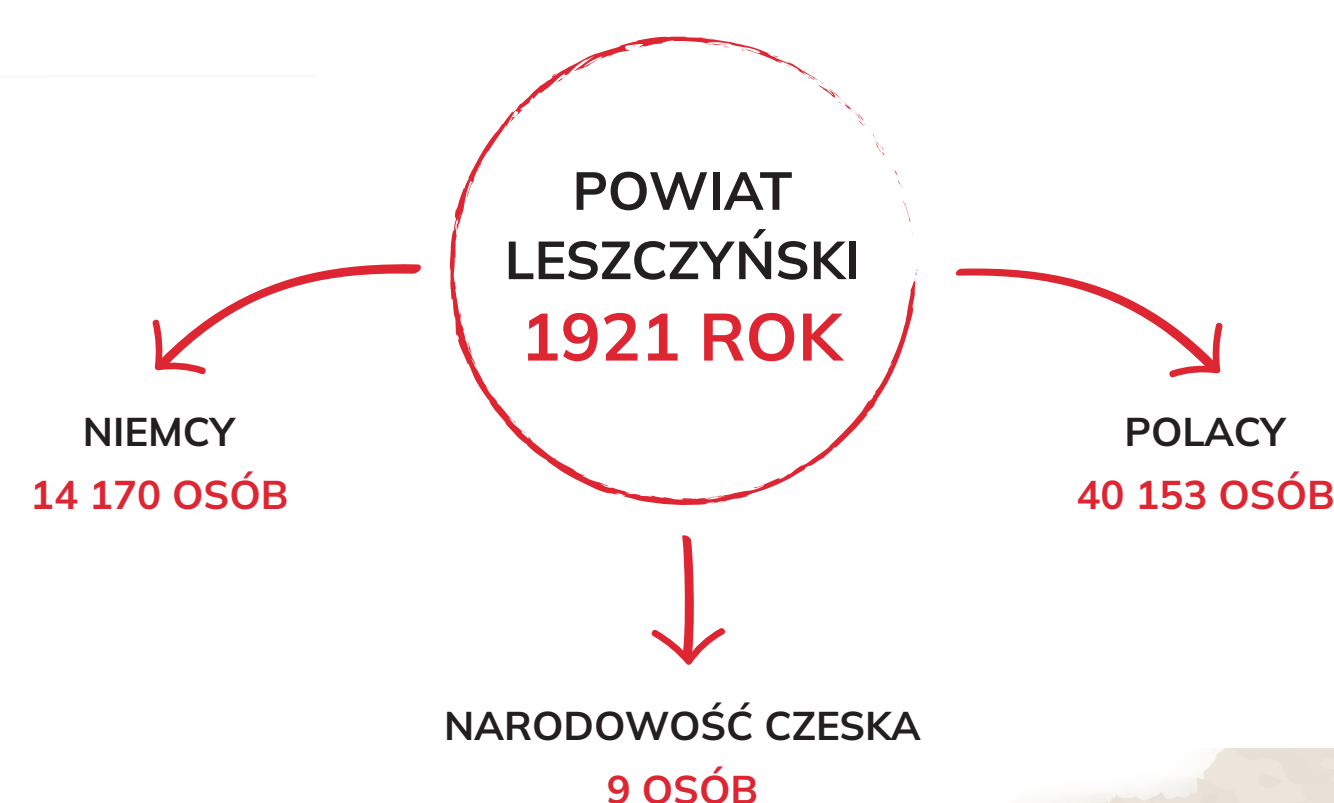 POWIAT
LESZCZYŃSKI
1921 ROK
NIEMCY
14 170 OSÓB
POLACY
40 153 OSÓB
NARODOWOŚĆ CZESKA
9 OSÓB